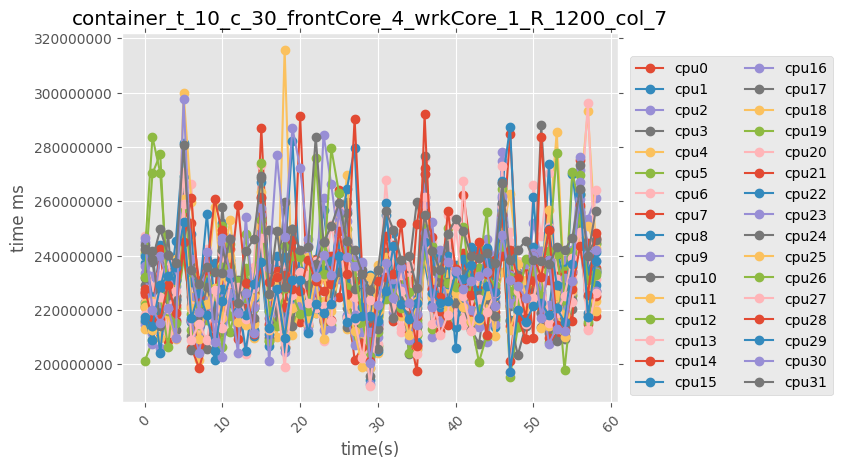 container_t_10_c_30_frontCore_4_wrkCore_1_R_1200_col_7
time ms
320000000
300000000
280000000
260000000
240000000
220000000
200000000
0 10 20 30 40 50 60
time(s)
cpu0 cpu16
cpu1 cpu17
cpu2 cpu18
cpu3 cpu19
cpu4 cpu20
cpu5 cpu21
cpu6 cpu22
cpu7 cpu23
cpu8 cpu24
cpu9 cpu25
cpu10 cpu26
cpu11 cpu27
cpu12 cpu28
cpu13 cpu29
cpu14 cpu30
cpu15 cpu31